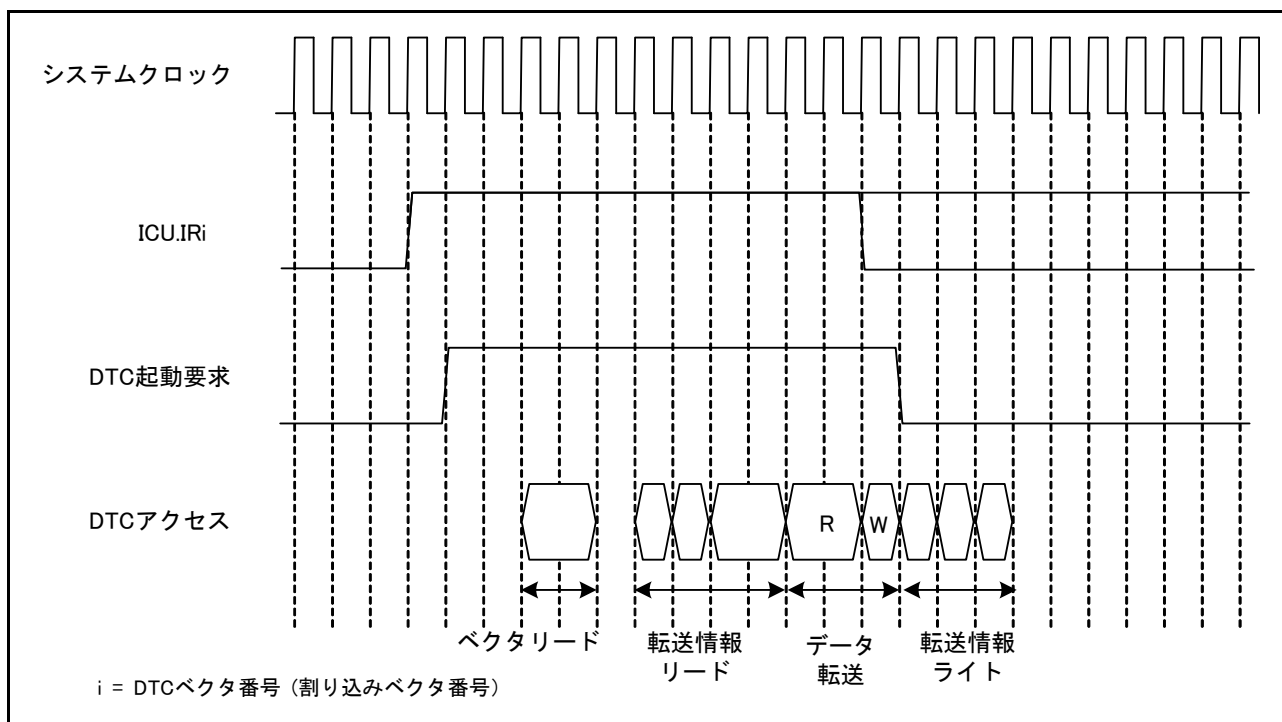 システムクロック
ICU.IRi
DTC起動要求
DTCアクセス
R
W
ベクタリード
転送情報
リード
データ
転送
転送情報
ライト
i = DTCベクタ番号 (割り込みベクタ番号)